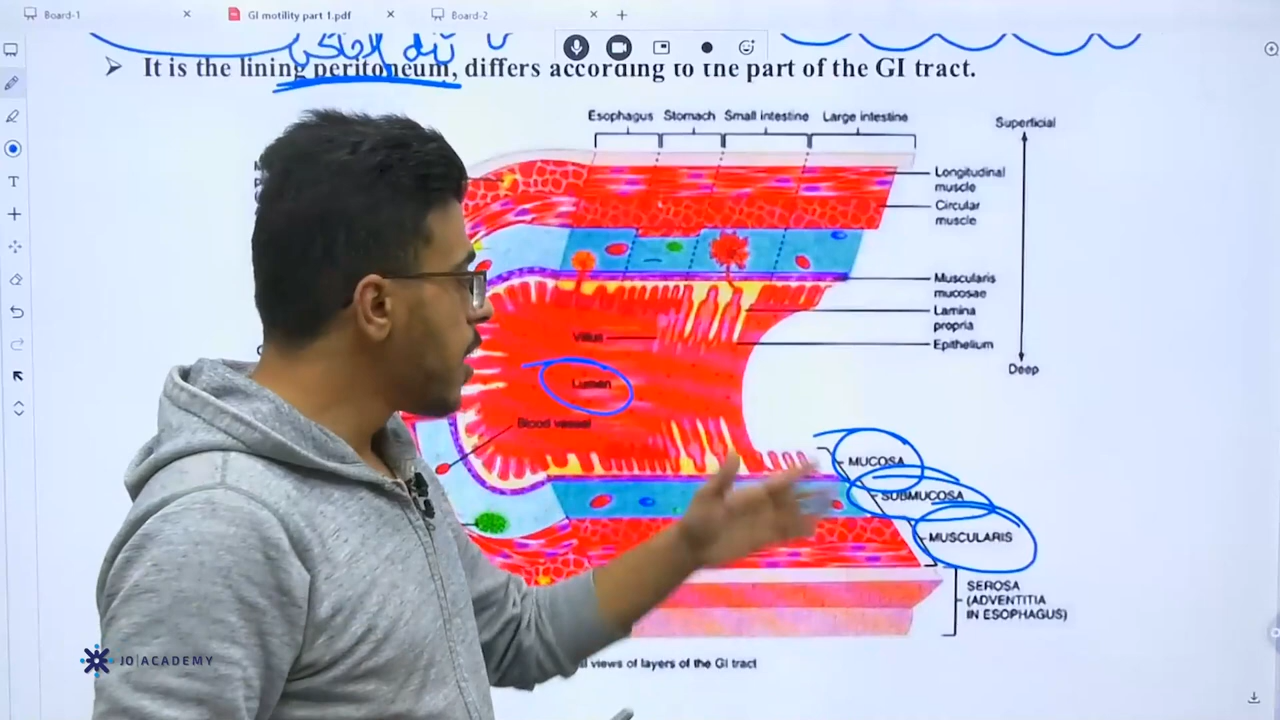 Board-1
GI motility part 1.pdf
Board-2
It is the lining peritoneum, differs according to the part of the GI tract.
Esophagus Stomach Small intestine Large intestine
Superficial
Longitudinal
muscle
Circular
muscle
Muscularis
mucosae
Lamina
propria
Epithelium
Deep
Villus
Lumen
Blood vessel
MUCOSA
SUBMUCOSA
MUSCULARIS
SEROSA
(ADVENTITIA
IN ESOPHAGUS)
views of layers of the GI tract
JO ACADEMY